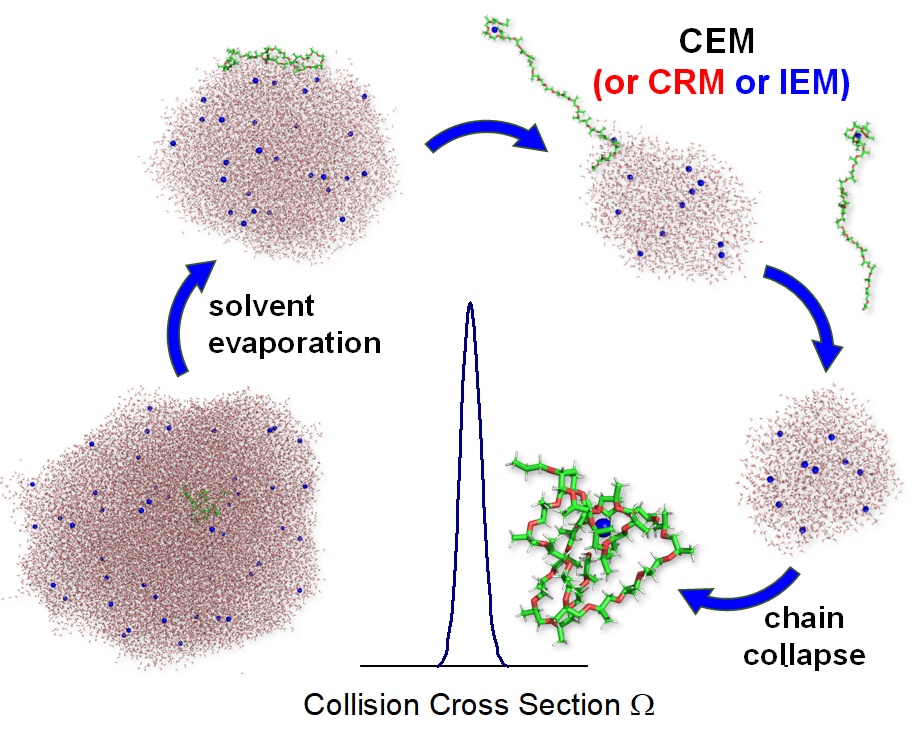 CEM
(or CRM or IEM)
solvent
evaporation
chain
collapse
Collision Cross Section Ω